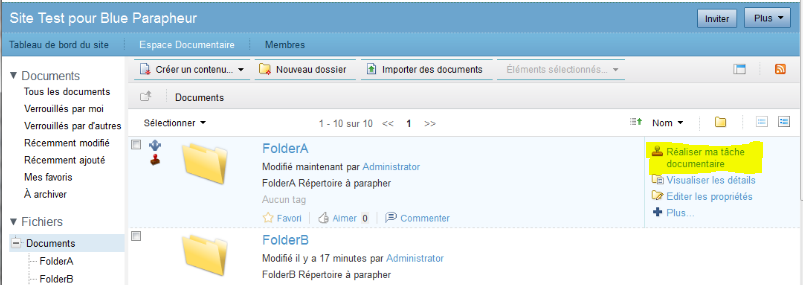 Site Test pour Blue Parapheur
Inviter
Plus
Tableau de bord du site
Espace Documentaire
Membres
Documents
Tous les documents
Verrouillés par moi
Verrouillés par d'autres
Récemment modifié
Récemment ajouté
Mes favoris
À archiver
Fichiers
Documents
FolderA
FolderB
Créer un contenu...
Nouveau dossier
Importer des documents
Éléments sélectionnés...
Documents
Sélectionner
1 - 10 sur 10 << 1 >>
Nom
FolderA
Modifié maintenant par Administrator
FolderA Répertoire à parapher
Aucun tag
Favori
Aimer 0
Commenter
Réaliser ma tâche
documentaire
Visualiser les détails
Editer les propriétés
Plus...
FolderB
Modifié il y a 17 minutes par Administrator
FolderB Répertoire à parapher